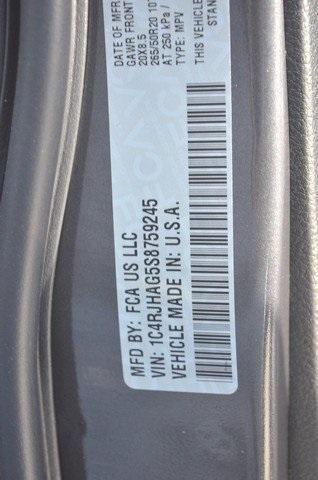 DATE OF MFR
GAWR FRONT
20X8.5
265/50R20
AT 250 kPa /
TYPE: MPV
THIS VEHICLE
STAN
MFD BY: FCA US LLC
VIN: 1C4RJHAG5S8759245
VEHICLE MADE IN: U.S.A.